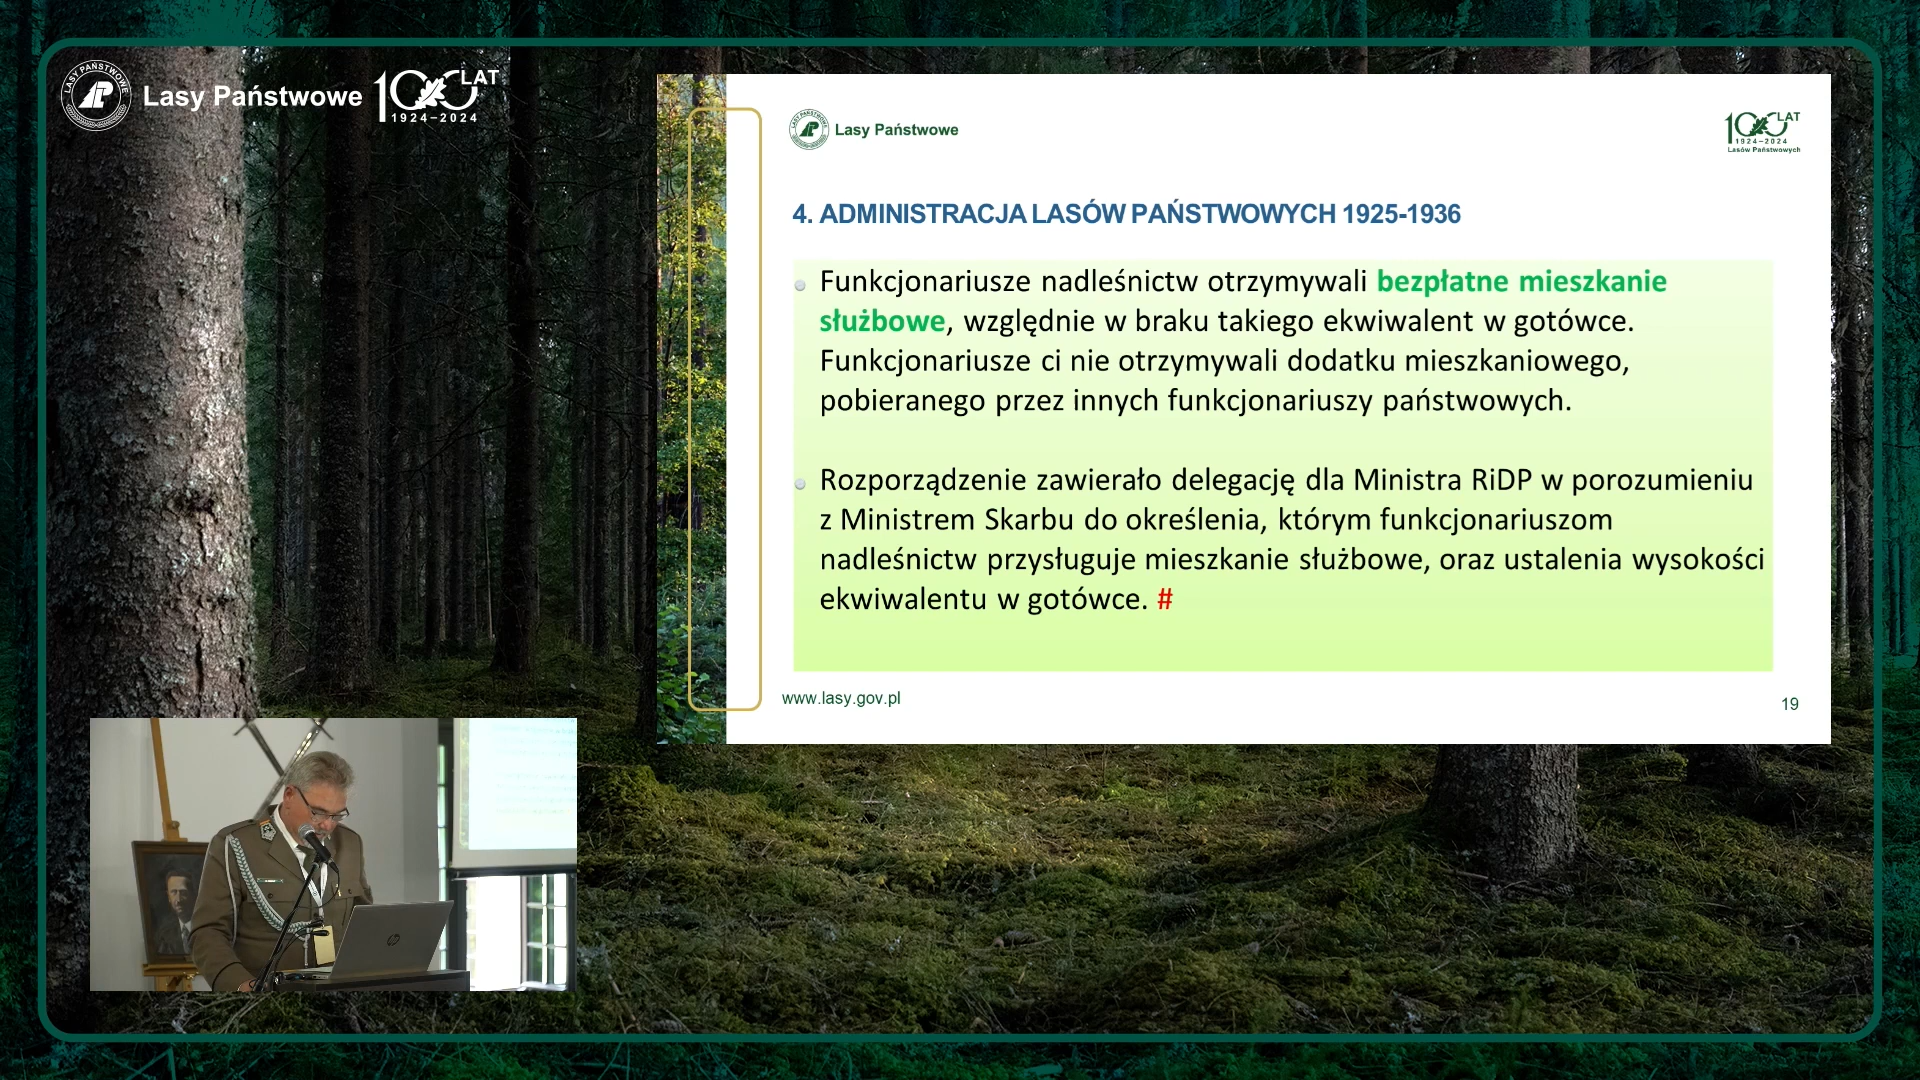 LASY PAŃSTWOWE
Lasy Państwowe
100 LAT
1924–2024
Lasy Państwowe
100 LAT
1924–2024
Lasów Państwowych
4. ADMINISTRACJA LASÓW PAŃSTWOWYCH 1925-1936
Funkcjonariusze nadleśnictw otrzymywali bezpłatne mieszkanie
służbowe, względnie w braku takiego ekwiwalent w gotówce.
Funkcjonariusze ci nie otrzymywali dodatku mieszkaniowego,
pobieranego przez innych funkcjonariuszy państwowych.
Rozporządzenie zawierało delegację dla Ministra RiDP w porozumieniu
z Ministrem Skarbu do określenia, którym funkcjonariuszom
nadleśnictw przysługuje mieszkanie służbowe, oraz ustalenia wysokości
ekwiwalentu w gotówce. #
www.lasy.gov.pl
19
hp